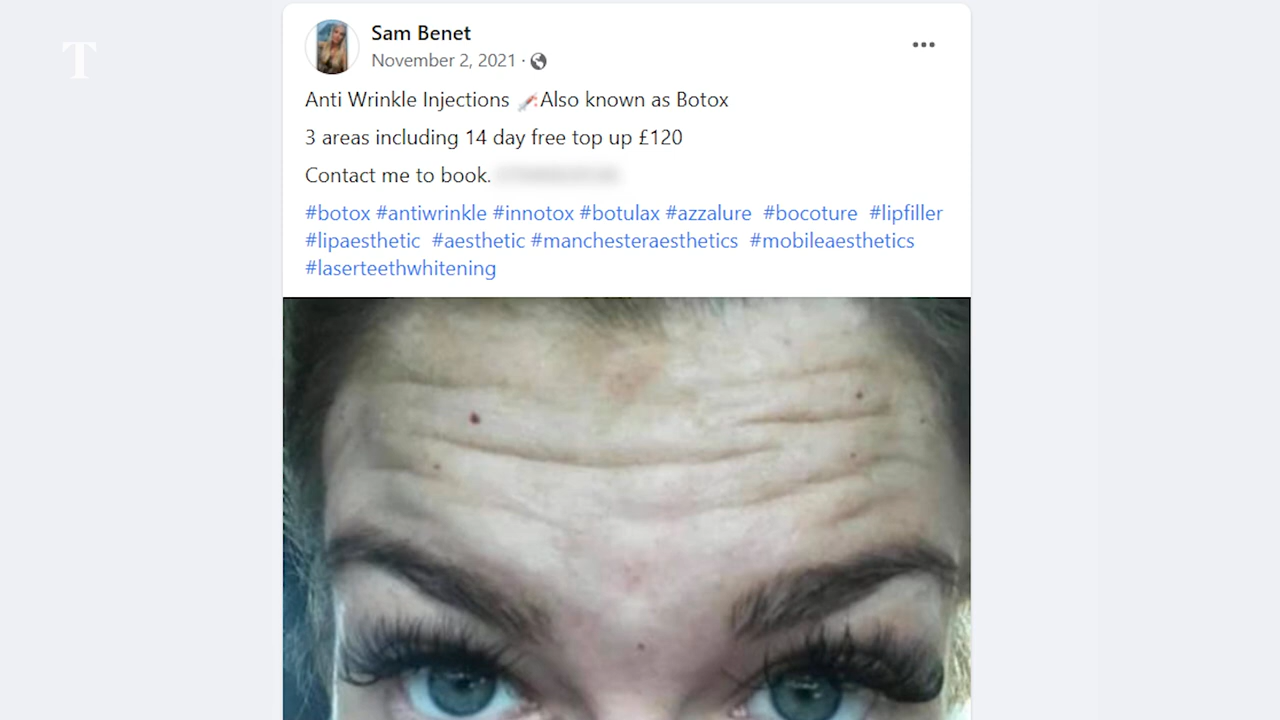 T
Sam Benet
November 2, 2021 ·
Anti Wrinkle Injections 💉Also known as Botox
3 areas including 14 day free top up £120
Contact me to book.
#botox #antiwrinkle #innotox #botulax #azzalure #bocoture #lipfiller
#lipaesthetic #aesthetic #manchesteraesthetics #mobileaesthetics
#laserteethwhitening